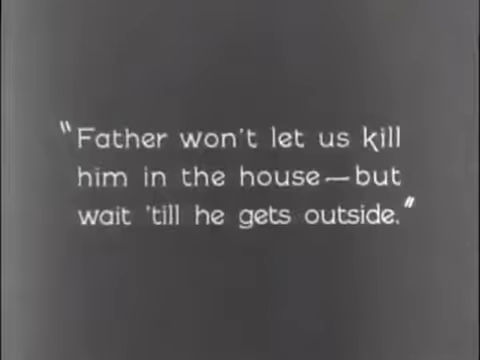 "Father won't let us kill
him in the house—but
wait 'till he gets outside."